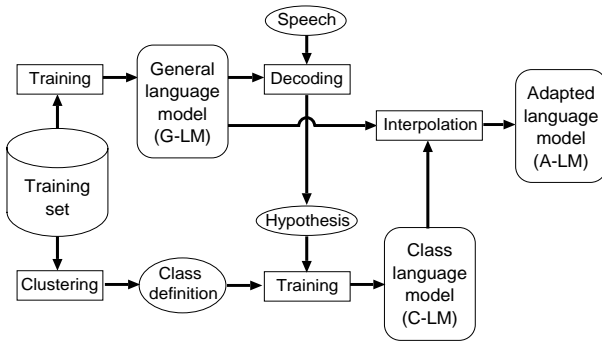 Speech
Training
General
language
model
(G-LM)
Decoding
Interpolation
Adapted
language
model
(A-LM)
Training
set
Hypothesis
Clustering
Class
definition
Training
Class
language
model
(C-LM)